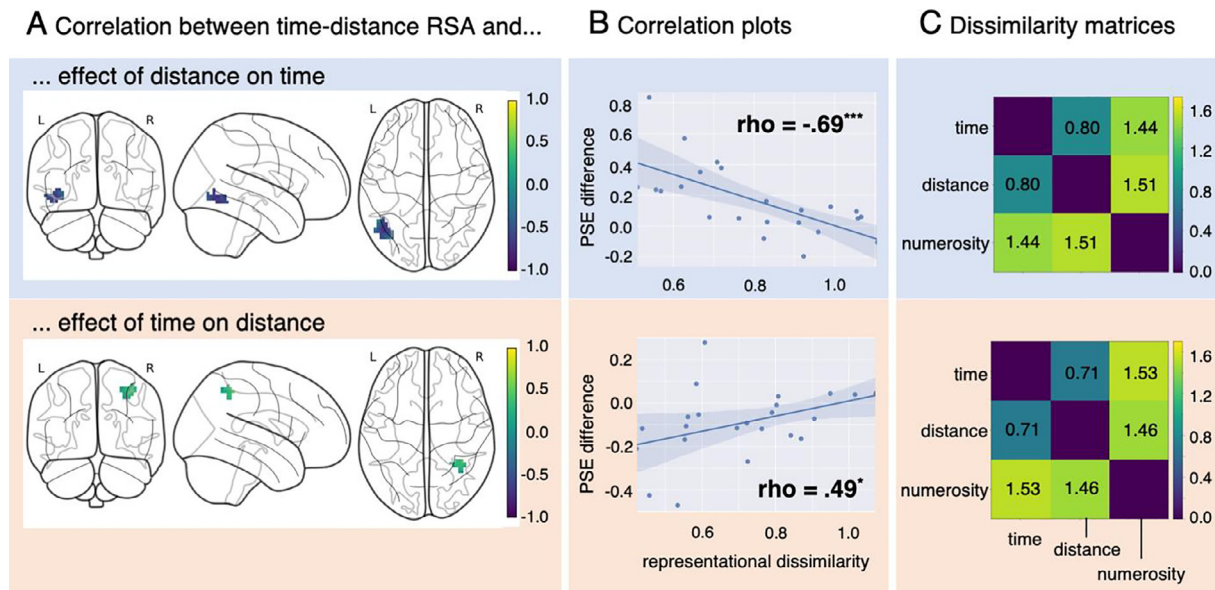 A Correlation between time-distance RSA and...
B Correlation plots
C Dissimilarity matrices
... effect of distance on time
L R
L R
1.0
0.5
0.0
-0.5
-1.0
0.8
0.6
0.4
0.2
0.0
-0.2
PSE difference
rho = -.69***
0.6 0.8 1.0
time 0.80 1.44
distance 0.80 1.51
numerosity 1.44 1.51
1.6
1.2
0.8
0.4
0.0
... effect of time on distance
L R
L R
1.0
0.5
0.0
-0.5
-1.0
0.2
0.0
-0.2
-0.4
PSE difference
rho = .49*
0.6 0.8 1.0
representational dissimilarity
time 0.71 1.53
distance 0.71 1.46
numerosity 1.53 1.46
1.6
1.2
0.8
0.4
0.0
time
distance
numerosity